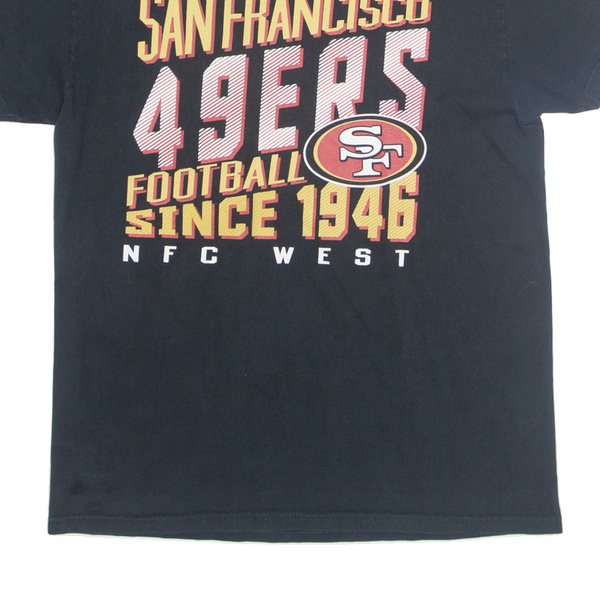 SAN FRANCISCO
49ERS
SF
FOOTBALL
SINCE 1946
NFC WEST